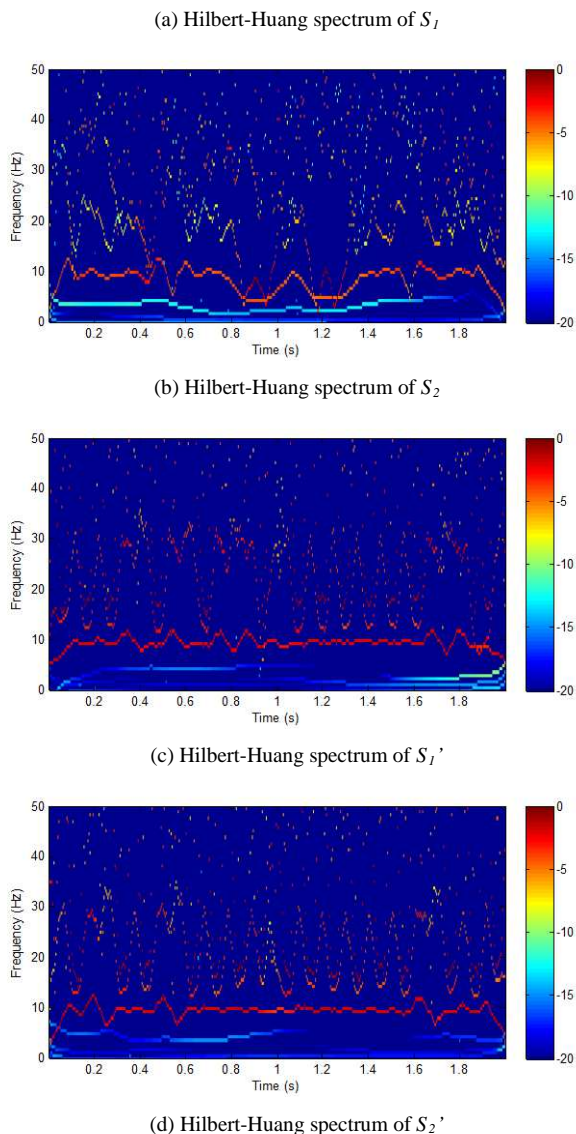 (a) Hilbert-Huang spectrum of S1
50
40
30
20
10
0
Frequency (Hz)
0.2 0.4 0.6 0.8 1 1.2 1.4 1.6 1.8
Time (s)
0
-5
-10
-15
-20
(b) Hilbert-Huang spectrum of S2
50
40
30
20
10
0
Frequency (Hz)
0.2 0.4 0.6 0.8 1 1.2 1.4 1.6 1.8
Time (s)
0
-5
-10
-15
-20
(c) Hilbert-Huang spectrum of S1’
50
40
30
20
10
0
Frequency (Hz)
0.2 0.4 0.6 0.8 1 1.2 1.4 1.6 1.8
Time (s)
0
-5
-10
-15
-20
(d) Hilbert-Huang spectrum of S2’